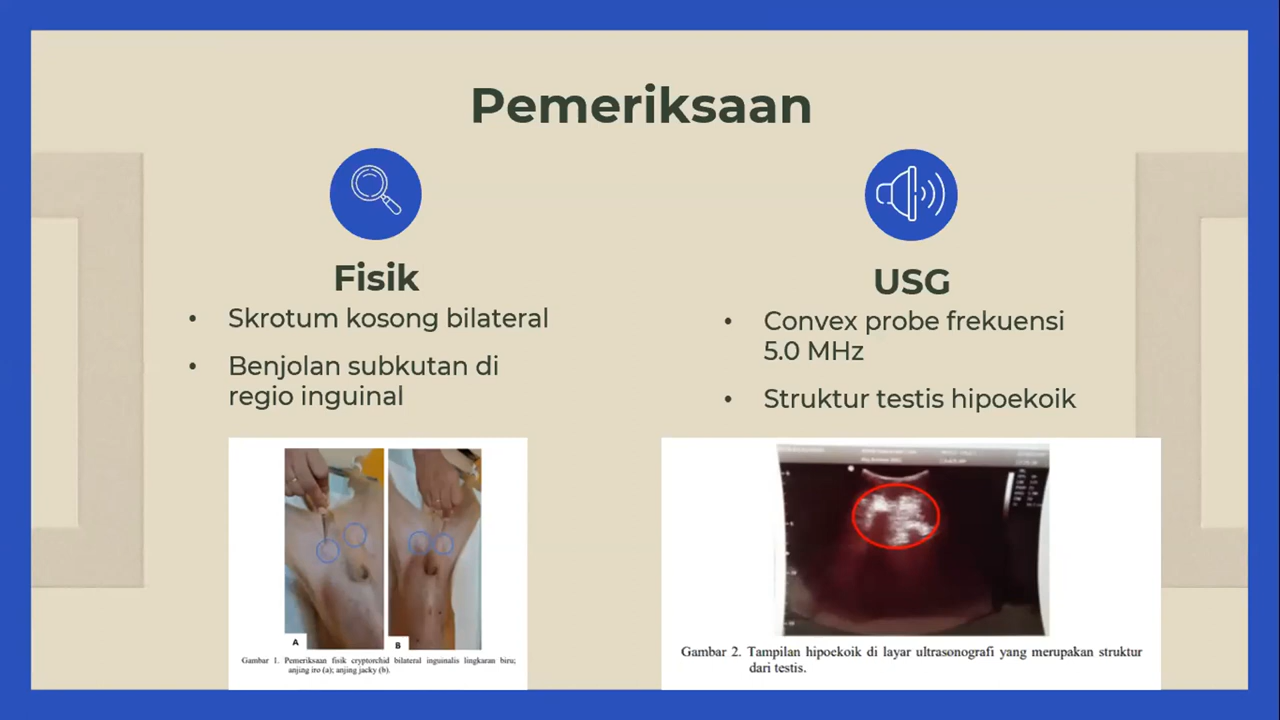 Pemeriksaan
Fisik
• Skrotum kosong bilateral
• Benjolan subkutan di
regio inguinal
A
B
Gambar 1. Pemeriksaan fisik cryptorchid bilateral inguinalis lingkaran biru;
anjing iro (a); anjing jacky (b).
USG
• Convex probe frekuensi
5.0 MHz
• Struktur testis hipoekoik
Gambar 2. Tampilan hipoekoik di layar ultrasonografi yang merupakan struktur
dari testis.